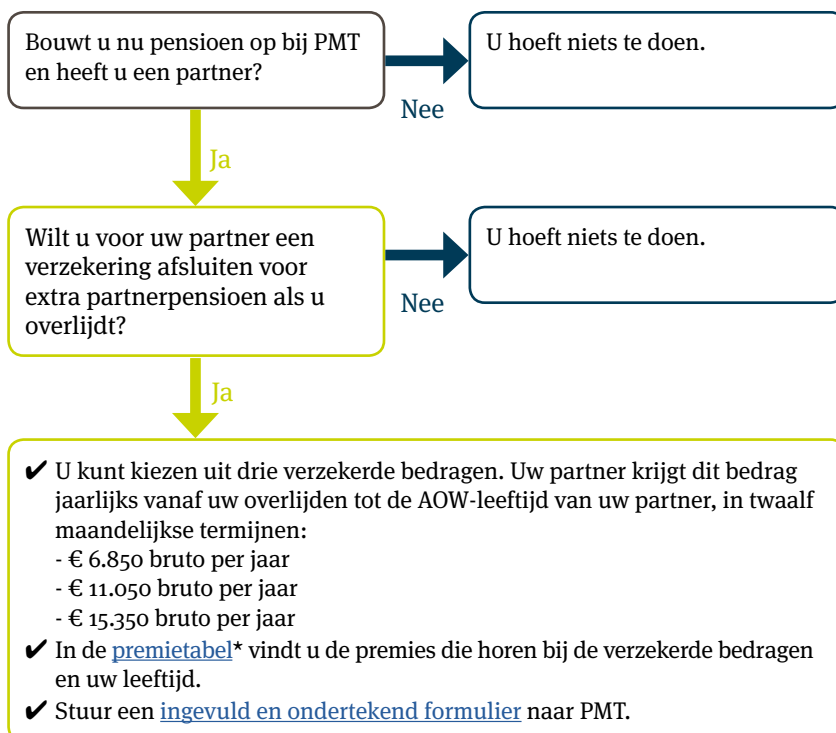 Bouwt u nu pensioen op bij PMT
en heeft u een partner?
U hoeft niets te doen.
Nee
Ja
Wilt u voor uw partner een
verzekering afsluiten voor
extra partnerpensioen als u
overlijdt?
U hoeft niets te doen.
Nee
Ja
✔ U kunt kiezen uit drie verzekerde bedragen. Uw partner krijgt dit bedrag
jaarlijks vanaf uw overlijden tot de AOW-leeftijd van uw partner, in twaalf
maandelijkse termijnen:
- € 6.850 bruto per jaar
- € 11.050 bruto per jaar
- € 15.350 bruto per jaar
✔ In de premietabel* vindt u de premies die horen bij de verzekerde bedragen
en uw leeftijd.
✔ Stuur een ingevuld en ondertekend formulier naar PMT.